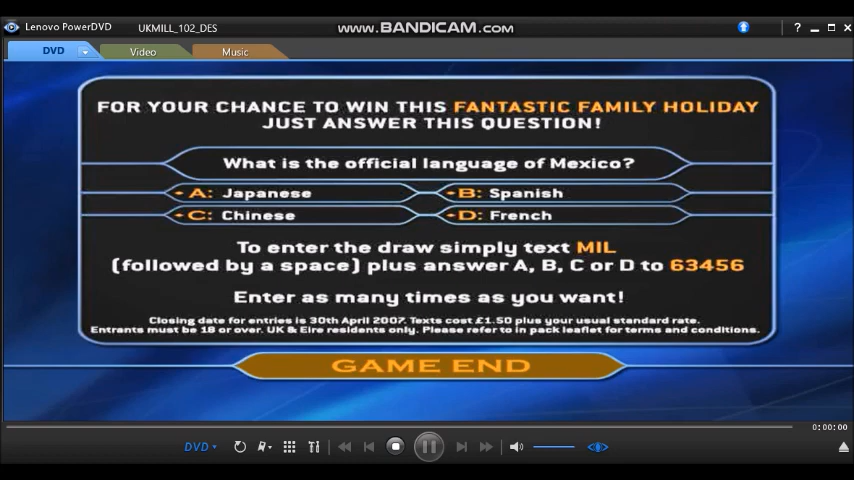 Lenovo PowerDVD UKMILL_102_DES www.BANDICAM.com ?
DVD Video Music
FOR YOUR CHANCE TO WIN THIS FANTASTIC FAMILY HOLIDAY
JUST ANSWER THIS QUESTION!
What is the official language of Mexico?
A: Japanese B: Spanish
C: Chinese D: French
To enter the draw simply text MIL
(followed by a space) plus answer A, B, C or D to 63456
Enter as many times as you want!
Closing date for entries is 30th April 2007. Texts cost £1.50 plus your usual standard rate.
Entrants must be 18 or over. UK & Eire residents only. Please refer to in pack leaflet for terms and conditions.
GAME END
0:00:00
DVD